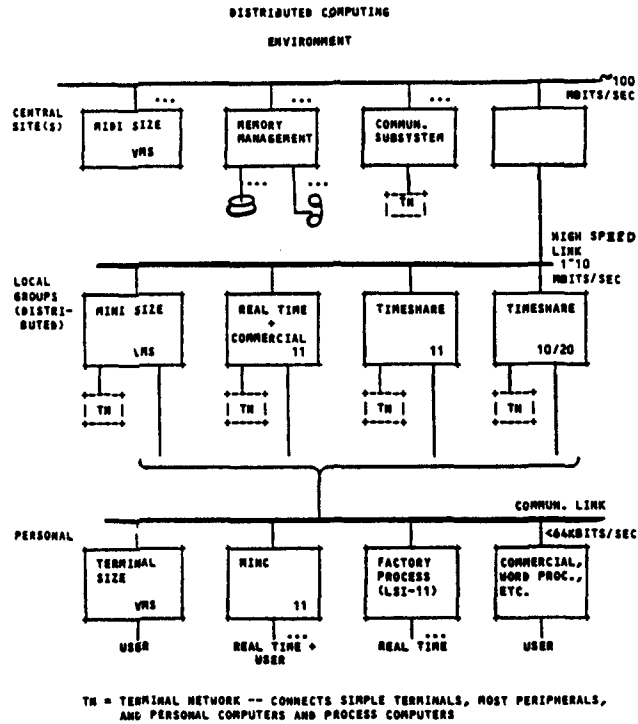 DISTRIBUTED COMPUTING
ENVIRONMENT
~100
MBITS/SEC
CENTRAL
SITE(S)
MIDI SIZE
VMS
...
MEMORY
MANAGEMENT
...
COMMUN.
SUBSYSTEM
...
...
...
TN
HIGH SPEED
LINK
1~10
MBITS/SEC
LOCAL
GROUPS
(DISTRI-
BUTED)
MINI SIZE
VMS
REAL TIME
+
COMMERCIAL
11
TIMESHARE
11
TIMESHARE
10/20
TN
TN
TN
TN
COMMUN. LINK
<64KBITS/SEC
PERSONAL
TERMINAL
SIZE
VMS
MINC
11
FACTORY
PROCESS
(LSI-11)
COMMERCIAL,
WORD PROC.,
ETC.
USER
REAL TIME +
USER
...
REAL TIME
...
USER
TN = TERMINAL NETWORK -- CONNECTS SIMPLE TERMINALS, MOST PERIPHERALS,
AND PERSONAL COMPUTERS AND PROCESS COMPUTERS